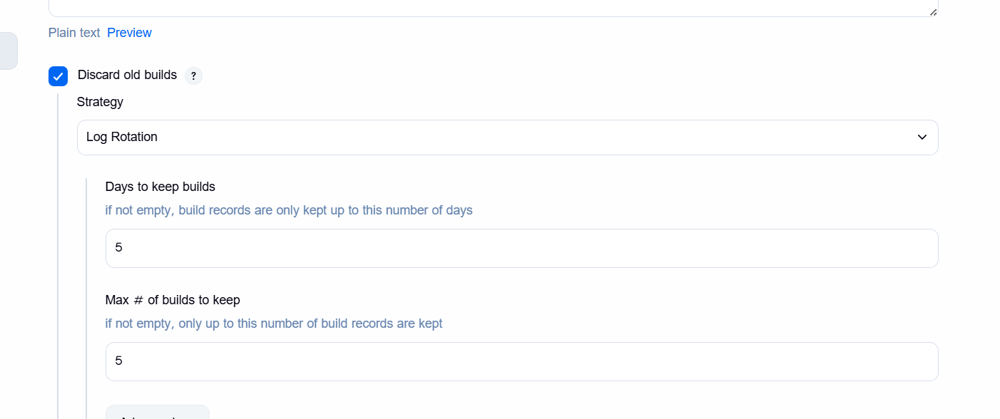 Plain text Preview
Discard old builds ?
Strategy
Log Rotation
Days to keep builds
if not empty, build records are only kept up to this number of days
5
Max # of builds to keep
if not empty, only up to this number of build records are kept
5